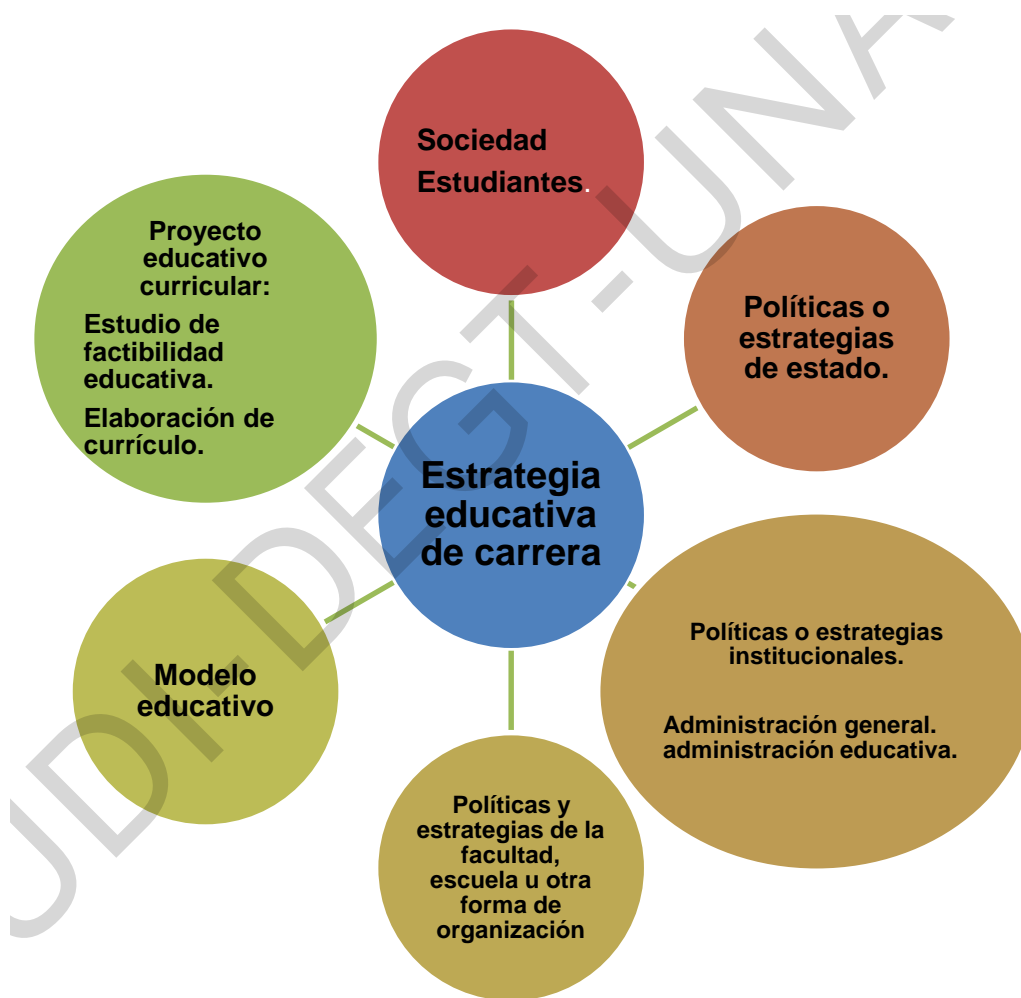 Sociedad
Estudiantes.
Proyecto
educativo
curricular:
Estudio de
factibilidad
educativa.
Elaboración de
currículo.
Políticas o
estrategias
de estado.
Estrategia
educativa
de carrera
Políticas o estrategias
institucionales.
Administración general.
administración educativa.
Modelo
educativo
Políticas y
estrategias de la
facultad,
escuela u otra
forma de
organización
UDI-DEGT-UNA